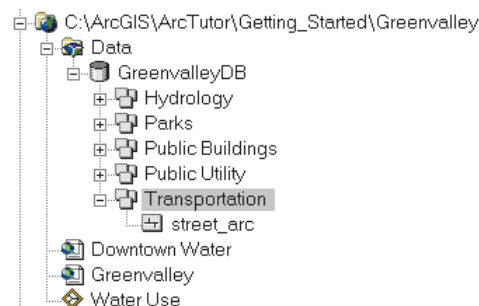 C:\ArcGIS\ArcTutor\Getting_Started\Greenvalley
Data
GreenvalleyDB
Hydrology
Parks
Public Buildings
Public Utility
Transportation
street_arc
Downtown Water
Greenvalley
Water Use